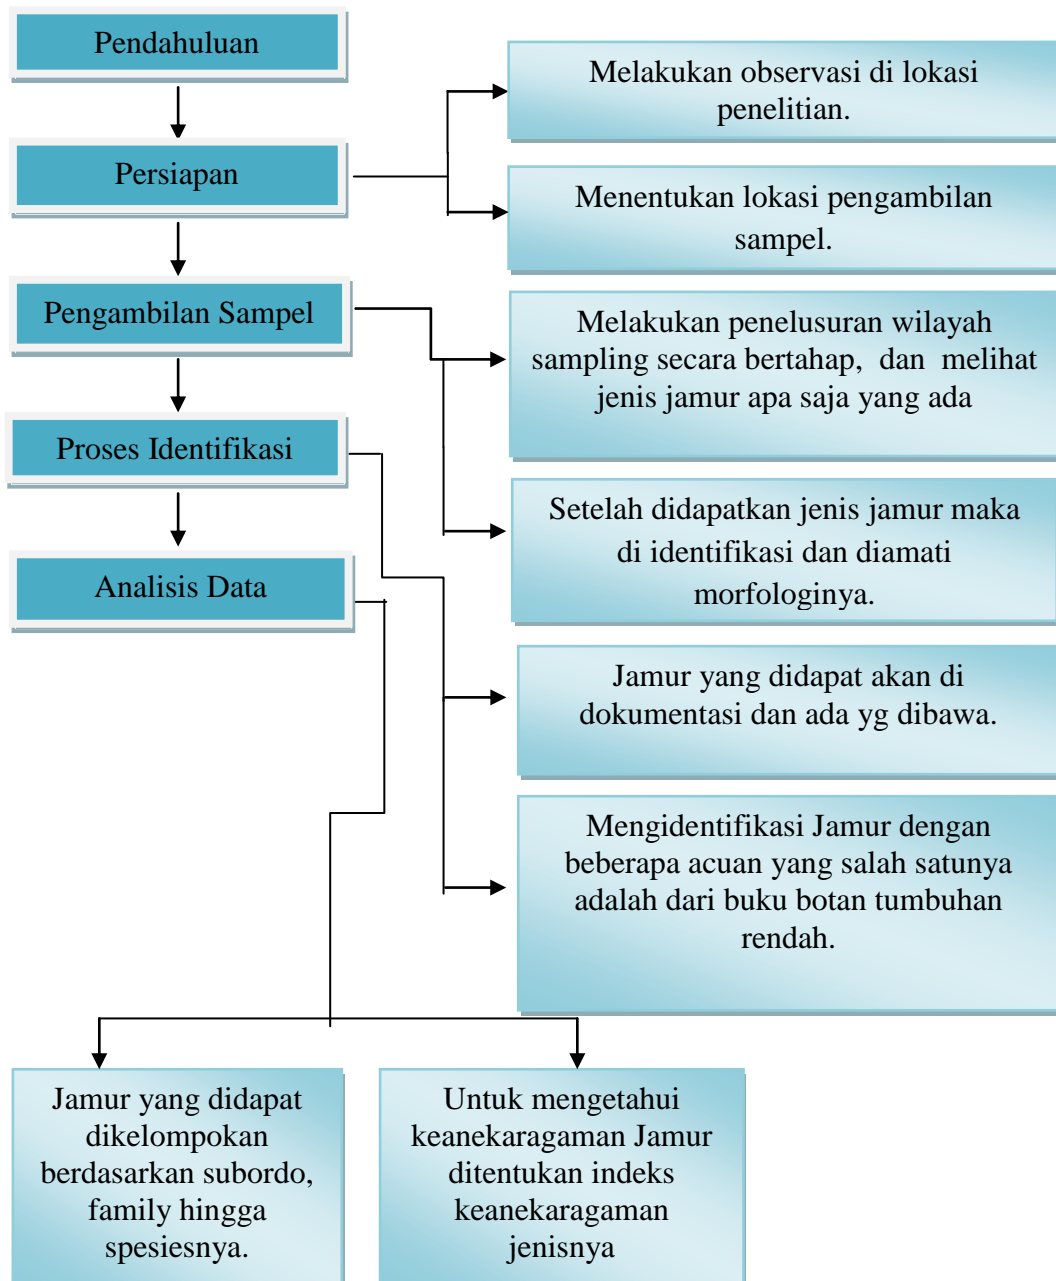 Pendahuluan
Persiapan
Melakukan observasi di lokasi
penelitian.
Menentukan lokasi pengambilan
sampel.
Pengambilan Sampel
Melakukan penelusuran wilayah
sampling secara bertahap, dan melihat
jenis jamur apa saja yang ada
Setelah didapatkan jenis jamur maka
di identifikasi dan diamati
morfologinya.
Proses Identifikasi
Jamur yang didapat akan di
dokumentasi dan ada yg dibawa.
Mengidentifikasi Jamur dengan
beberapa acuan yang salah satunya
adalah dari buku botan tumbuhan
rendah.
Analisis Data
Jamur yang didapat
dikelompokan
berdasarkan subordo,
family hingga
spesiesnya.
Untuk mengetahui
keanekaragaman Jamur
ditentukan indeks
keanekaragaman
jenisnya